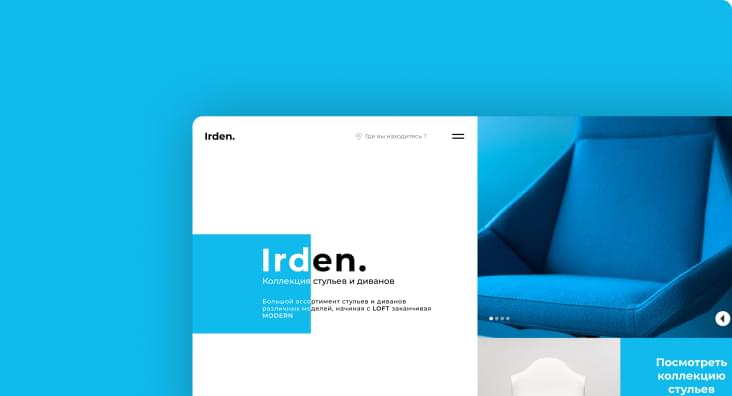 Irden.
Где вы находитесь ?
Irden.
Коллекция стульев и диванов
Большой ассортимент стульев и диванов
различных моделей, начиная с LOFT заканчивая
MODERN
Посмотреть
коллекцию
стульев